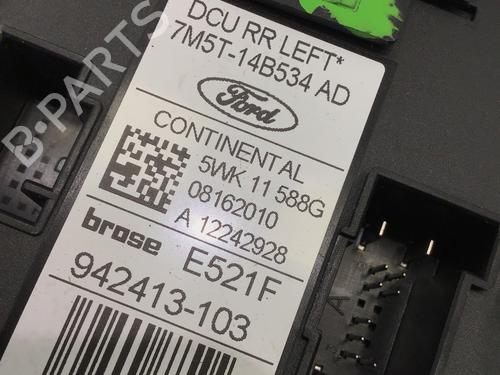 DCU RR LEFT*
7M5T-14B534 AD
Ford
CONTINENTAL
5WK 11 588G
08162010
A 12242928
brose E521F
942413-103
A
B-PARTS